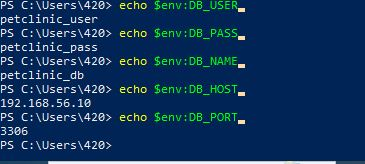 PS C:\Users\420> echo $env:DB_USER
petclinic_user
PS C:\Users\420> echo $env:DB_PASS
petclinic_pass
PS C:\Users\420> echo $env:DB_NAME
petclinic_db
PS C:\Users\420> echo $env:DB_HOST
192.168.56.10
PS C:\Users\420> echo $env:DB_PORT
3306
PS C:\Users\420>